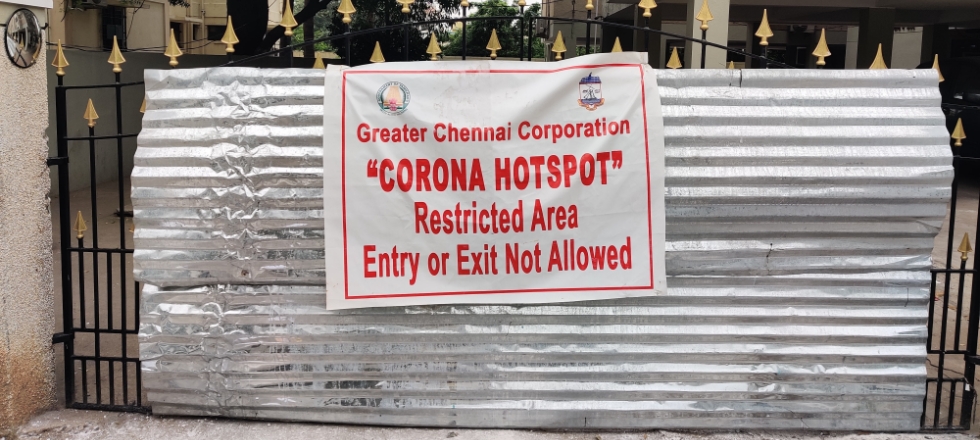 Greater Chennai Corporation
“CORONA HOTSPOT”
Restricted Area
Entry or Exit Not Allowed